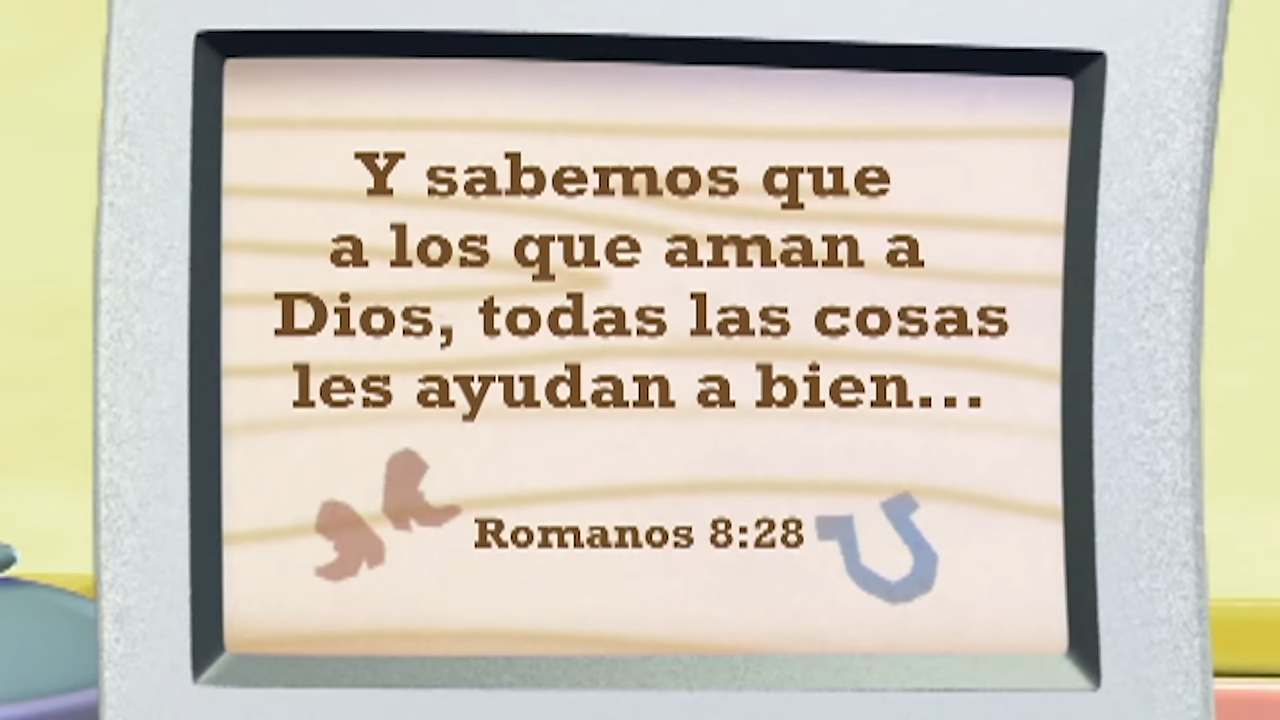 Y sabemos que
a los que aman a
Dios, todas las cosas
les ayudan a bien...
Romanos 8:28